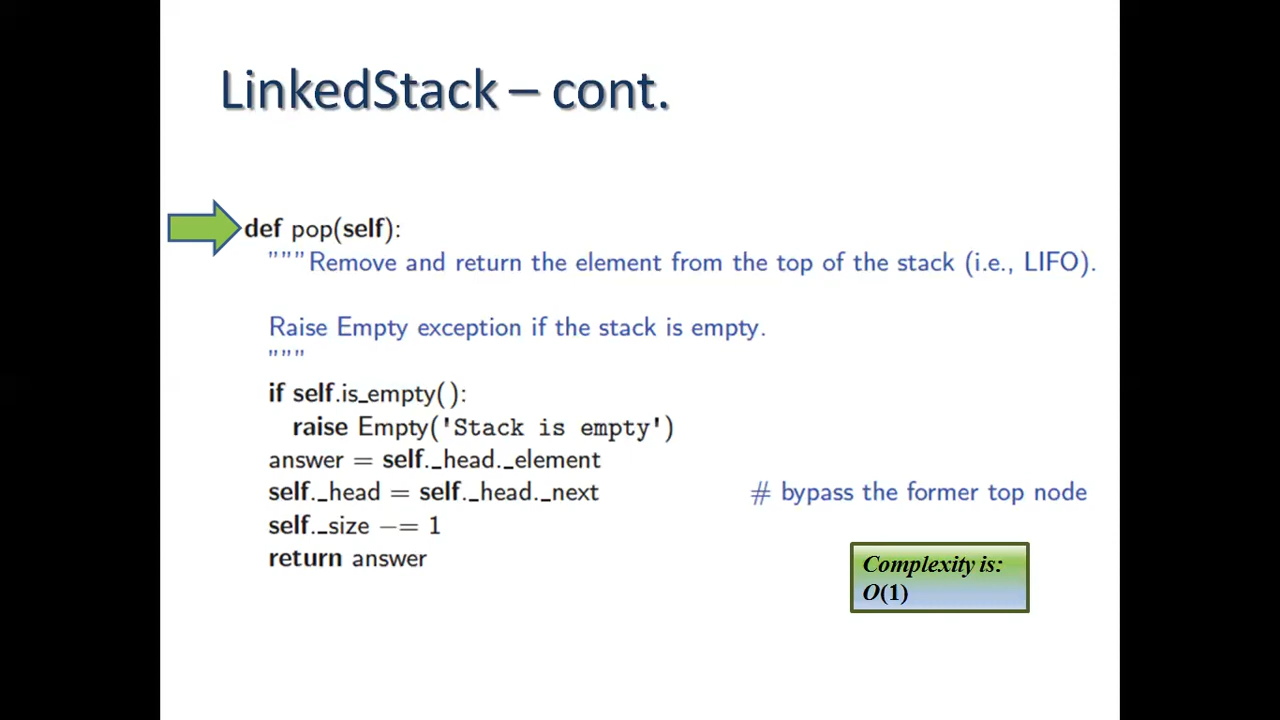 LinkedStack – cont.
def pop(self):
"""Remove and return the element from the top of the stack (i.e., LIFO).
Raise Empty exception if the stack is empty.
"""
if self.is_empty():
raise Empty('Stack is empty')
answer = self._head._element
self._head = self._head._next # bypass the former top node
self._size −= 1
return answer
Complexity is:
O(1)